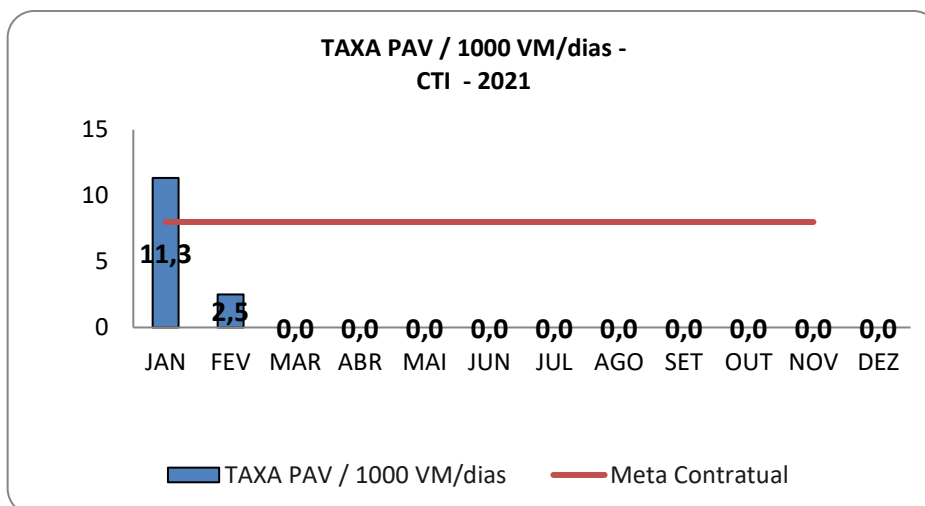 TAXA PAV / 1000 VM/dias -
CTI - 2021
15
10
5
0
11,3
2,5
0,0 0,0 0,0 0,0 0,0 0,0 0,0 0,0 0,0 0,0
JAN FEV MAR ABR MAI JUN JUL AGO SET OUT NOV DEZ
TAXA PAV / 1000 VM/dias Meta Contratual